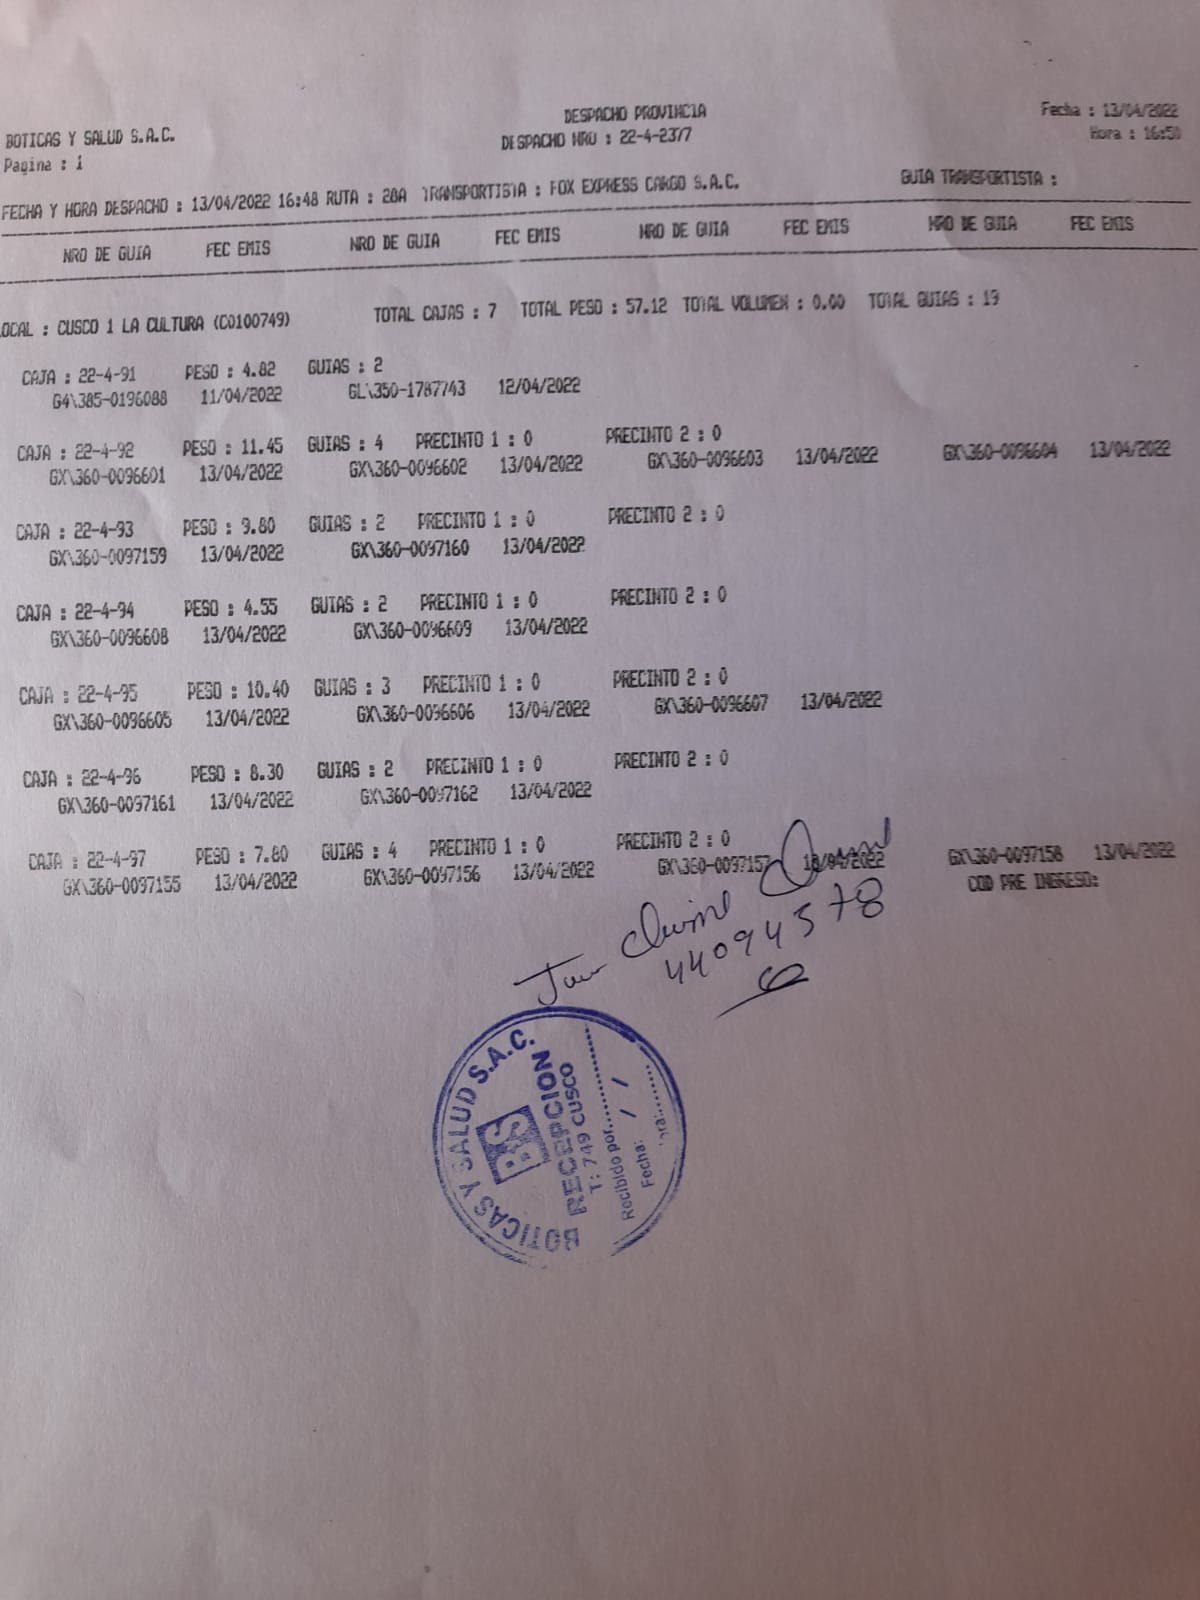 DESPACHO PROVINCIA
Fecha : 13/04/2022
BOTICAS Y SALUD S.A.C.
DESPACHO NRO : 22-4-2377
Hora : 16:50
Pagina : 1
FECHA Y HORA DESPACHO : 13/04/2022 16:48 RUTA : 28A TRANSPORTISTA : FOX EXPRESS CARGO S.A.C. GUIA TRANSPORTISTA :
NRO DE GUIA FEC EMIS NRO DE GUIA FEC EMIS NRO DE GUIA FEC EMIS NRO DE GUIA FEC EMIS
LOCAL : CUSCO 1 LA CULTURA (C0100749) TOTAL CAJAS : 7 TOTAL PESO : 57.12 TOTAL VOLUMEN : 0.00 TOTAL GUIAS : 19
CAJA : 22-4-91 PESO : 4.82 GUIAS : 2
G4\385-0196088 11/04/2022 GL\350-1787743 12/04/2022
CAJA : 22-4-92 PESO : 11.45 GUIAS : 4 PRECINTO 1 : 0 PRECINTO 2 : 0
GX\360-0096601 13/04/2022 GX\360-0096602 13/04/2022 GX\360-0096603 13/04/2022 GX\360-0096604 13/04/2022
CAJA : 22-4-93 PESO : 9.80 GUIAS : 2 PRECINTO 1 : 0 PRECINTO 2 : 0
GX\360-0097159 13/04/2022 GX\360-0097160 13/04/2022
CAJA : 22-4-94 PESO : 4.55 GUIAS : 2 PRECINTO 1 : 0 PRECINTO 2 : 0
GX\360-0096608 13/04/2022 GX\360-0096609 13/04/2022
CAJA : 22-4-95 PESO : 10.40 GUIAS : 3 PRECINTO 1 : 0 PRECINTO 2 : 0
GX\360-0096605 13/04/2022 GX\360-0096606 13/04/2022 GX\360-0096607 13/04/2022
CAJA : 22-4-96 PESO : 8.30 GUIAS : 2 PRECINTO 1 : 0 PRECINTO 2 : 0
GX\360-0097161 13/04/2022 GX\360-0097162 13/04/2022
CAJA : 22-4-97 PESO : 7.80 GUIAS : 4 PRECINTO 1 : 0 PRECINTO 2 : 0
GX\360-0097155 13/04/2022 GX\360-0097156 13/04/2022 GX\360-0097157 13/04/2022 GX\360-0097158 13/04/2022
COD PRE INGRESO:
44094578
BOTICAS Y SALUD S.A.C.
BS
RECEPCION
T: 749 CUSCO
Recibido por:..........
Fecha: / /